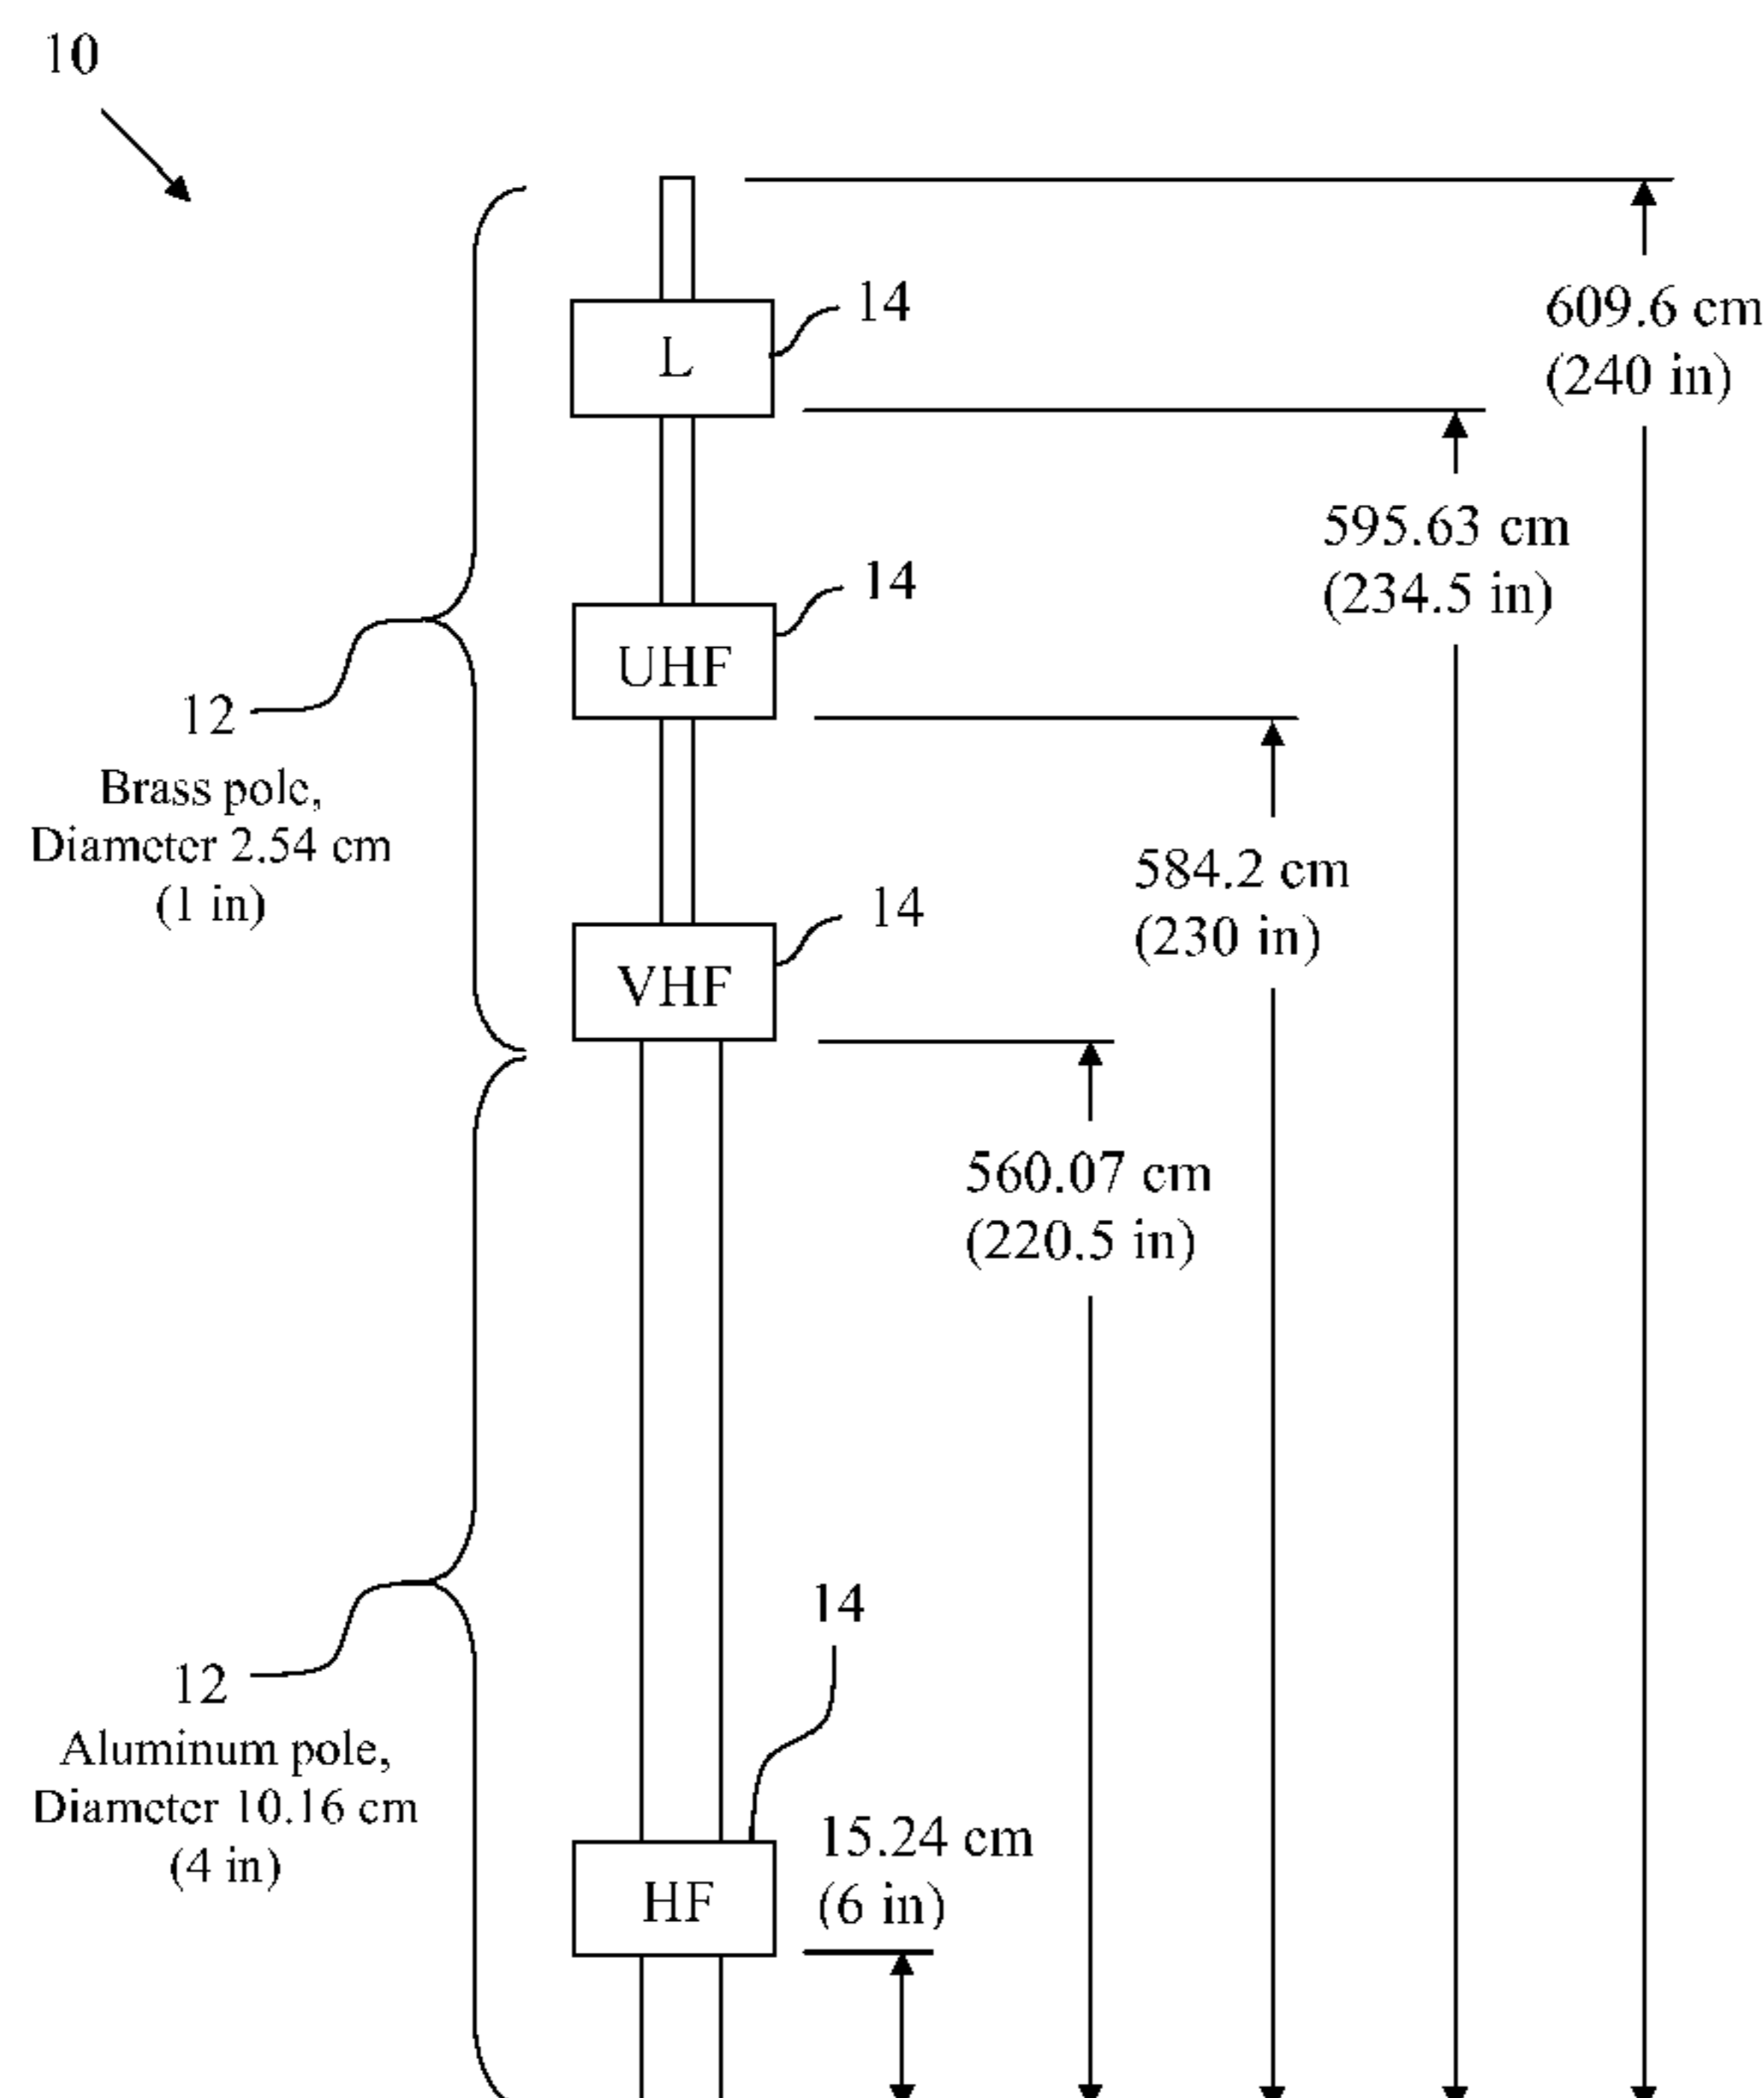 10
14
L
609.6 cm
(240 in)
595.63 cm
(234.5 in)
14
UHF
12
Brass pole,
Diameter 2.54 cm
(1 in)
584.2 cm
(230 in)
14
VHF
560.07 cm
(220.5 in)
14
12
Aluminum pole,
Diameter 10.16 cm
(4 in)
15.24 cm
(6 in)
HF